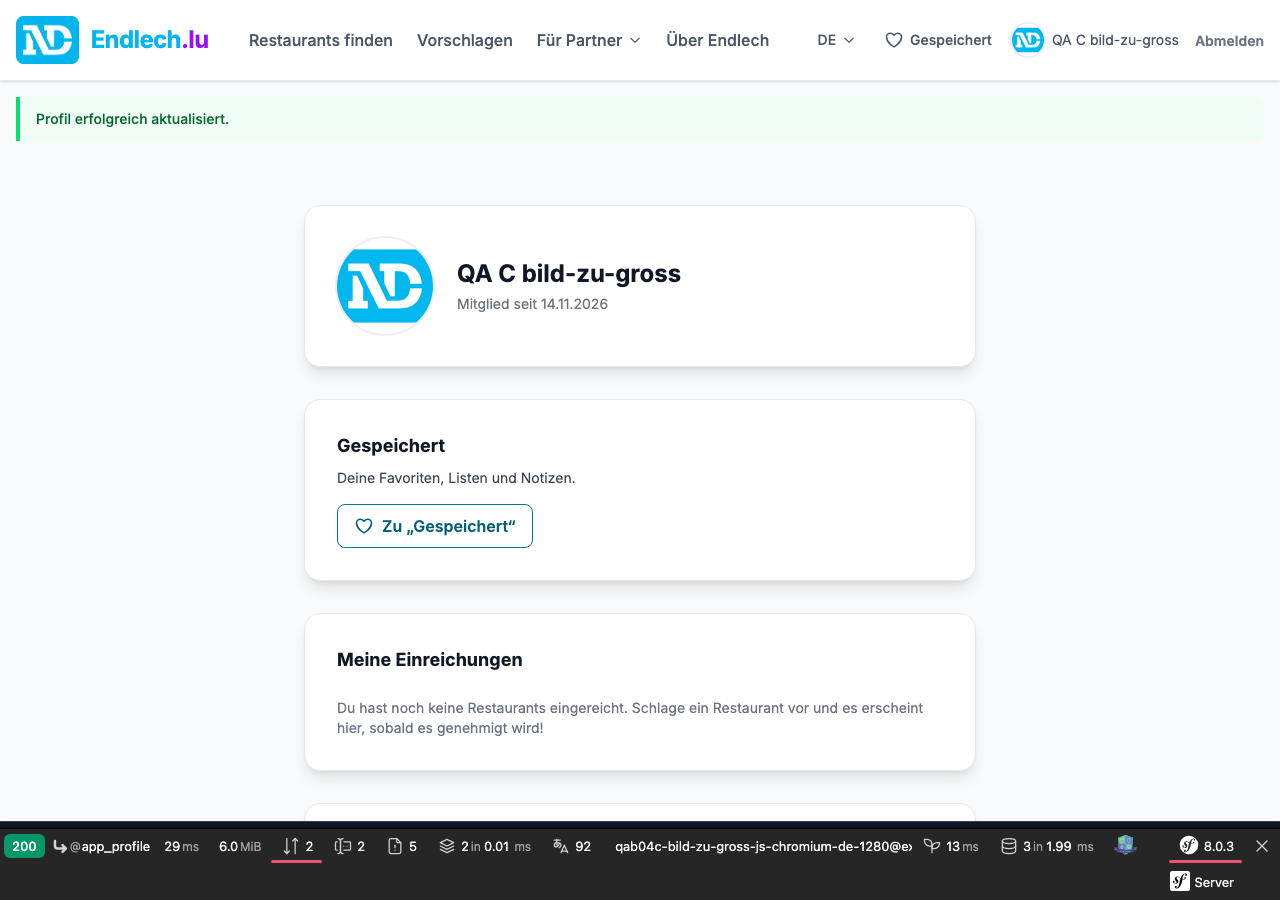 Endlech.lu
Restaurants finden
Vorschlagen
Für Partner
Über Endlech
DE
Gespeichert
QA C bild-zu-gross
Abmelden
Profil erfolgreich aktualisiert.
QA C bild-zu-gross
Mitglied seit 14.11.2026
Gespeichert
Deine Favoriten, Listen und Notizen.
Zu „Gespeichert“
Meine Einreichungen
Du hast noch keine Restaurants eingereicht. Schlage ein Restaurant vor und es erscheint
hier, sobald es genehmigt wird!
200 @app_profile 29 ms 6.0 MiB 2 2 5 2 in 0.01 ms 92 qab04c-bild-zu-gross-js-chromium-de-1280@ex 13 ms 3 in 1.99 ms sf 8.0.3
sf Server